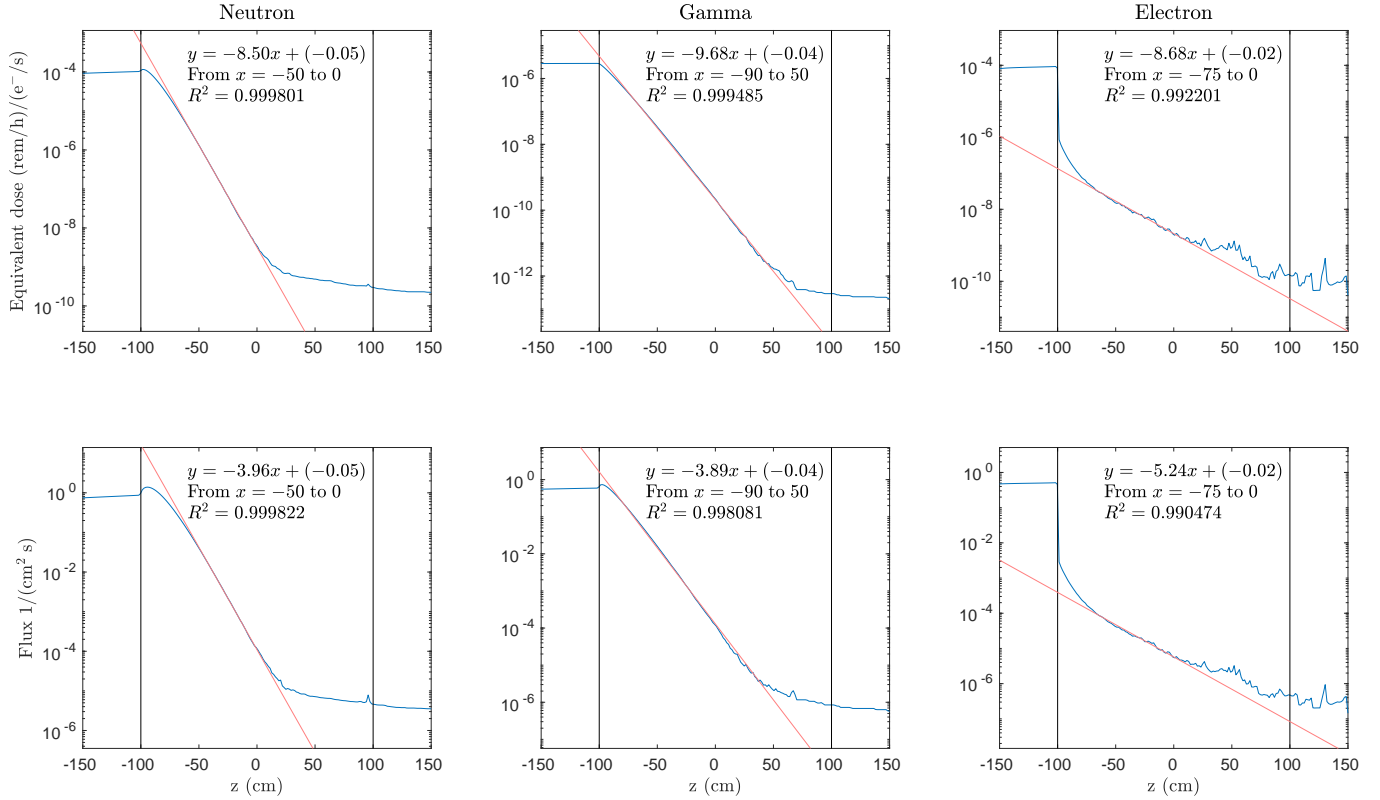 Neutron
Gamma
Electron
Equivalent dose (rem/h)/(e⁻/s)
10⁻⁴
10⁻⁶
10⁻⁸
10⁻¹⁰
y = −8.50x + (−0.05)
From x = −50 to 0
R² = 0.999801
-150 -100 -50 0 50 100 150
10⁻⁶
10⁻⁸
10⁻¹⁰
10⁻¹²
y = −9.68x + (−0.04)
From x = −90 to 50
R² = 0.999485
-150 -100 -50 0 50 100 150
10⁻⁴
10⁻⁶
10⁻⁸
10⁻¹⁰
y = −8.68x + (−0.02)
From x = −75 to 0
R² = 0.992201
-150 -100 -50 0 50 100 150
Flux 1/(cm² s)
10⁰
10⁻²
10⁻⁴
10⁻⁶
y = −3.96x + (−0.05)
From x = −50 to 0
R² = 0.999822
-150 -100 -50 0 50 100 150
z (cm)
10⁰
10⁻²
10⁻⁴
10⁻⁶
y = −3.89x + (−0.04)
From x = −90 to 50
R² = 0.998081
-150 -100 -50 0 50 100 150
z (cm)
10⁰
10⁻²
10⁻⁴
10⁻⁶
y = −5.24x + (−0.02)
From x = −75 to 0
R² = 0.990474
-150 -100 -50 0 50 100 150
z (cm)